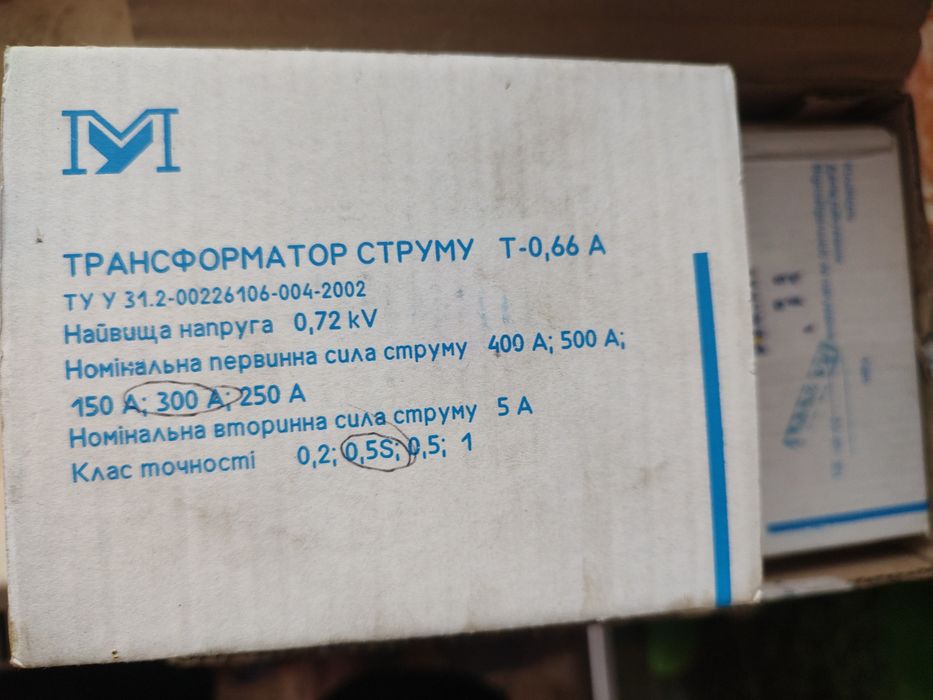 ТРАНСФОРМАТОР СТРУМУ Т-0,66 А
ТУ У 31.2-00226106-004-2002
Найвища напруга 0,72 kV
Номінальна первинна сила струму 400 А; 500 А;
150 А; 300 А; 250 А
Номінальна вторинна сила струму 5 А
Клас точності 0,2; 0,5S; 0,5; 1